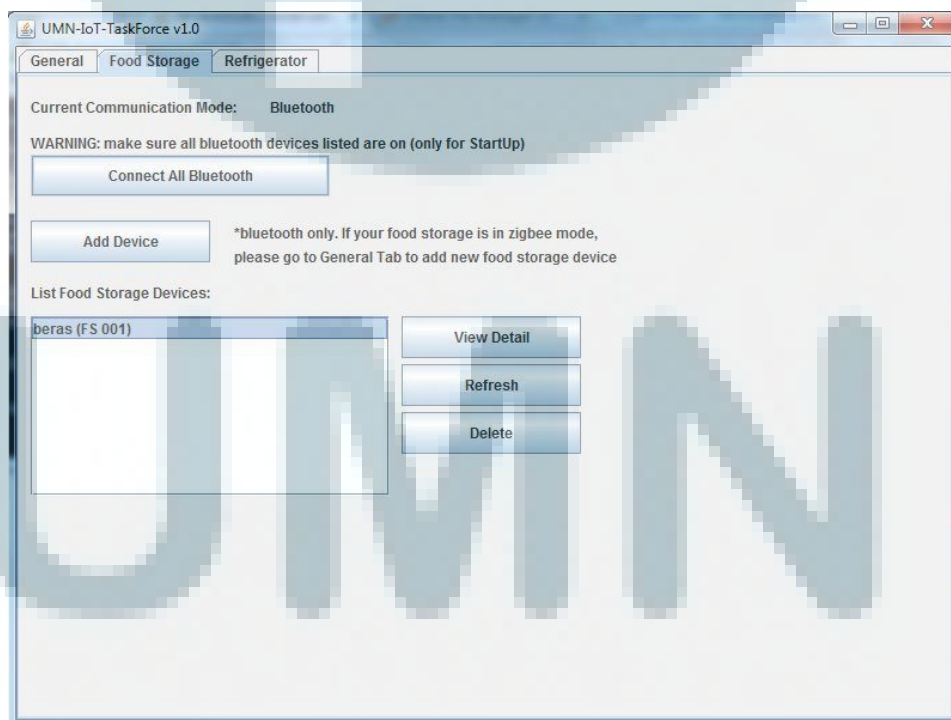 UMN-IoT-TaskForce v1.0
General Food Storage Refrigerator
Current Communication Mode: Bluetooth
WARNING: make sure all bluetooth devices listed are on (only for StartUp)
Connect All Bluetooth
Add Device
*bluetooth only. If your food storage is in zigbee mode,
please go to General Tab to add new food storage device
List Food Storage Devices:
beras (FS 001)
View Detail
Refresh
Delete
UMN